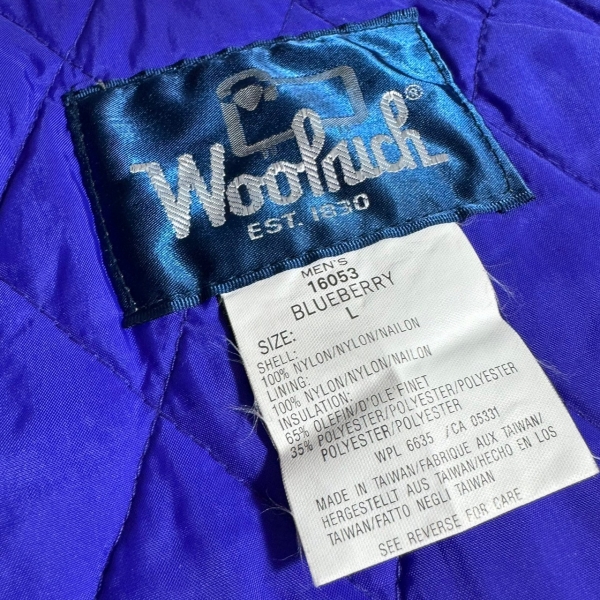 Woolrich®
EST. 1830
MEN'S
16053
BLUEBERRY
SIZE: L
SHELL:
100% NYLON/NYLON/NAILON
LINING:
100% NYLON/NYLON/NAILON
INSULATION:
65% OLEFIN/D'OLE FINET
35% POLYESTER/POLYESTER/POLYESTER
POLYESTER/POLYESTER
WPL 6635 /CA 05331
MADE IN TAIWAN/FABRIQUE AUX TAIWAN/
HERGESTELLT AUS TAIWAN/HECHO EN LOS
TAIWAN/FATTO NEGLI TAIWAN
SEE REVERSE FOR CARE